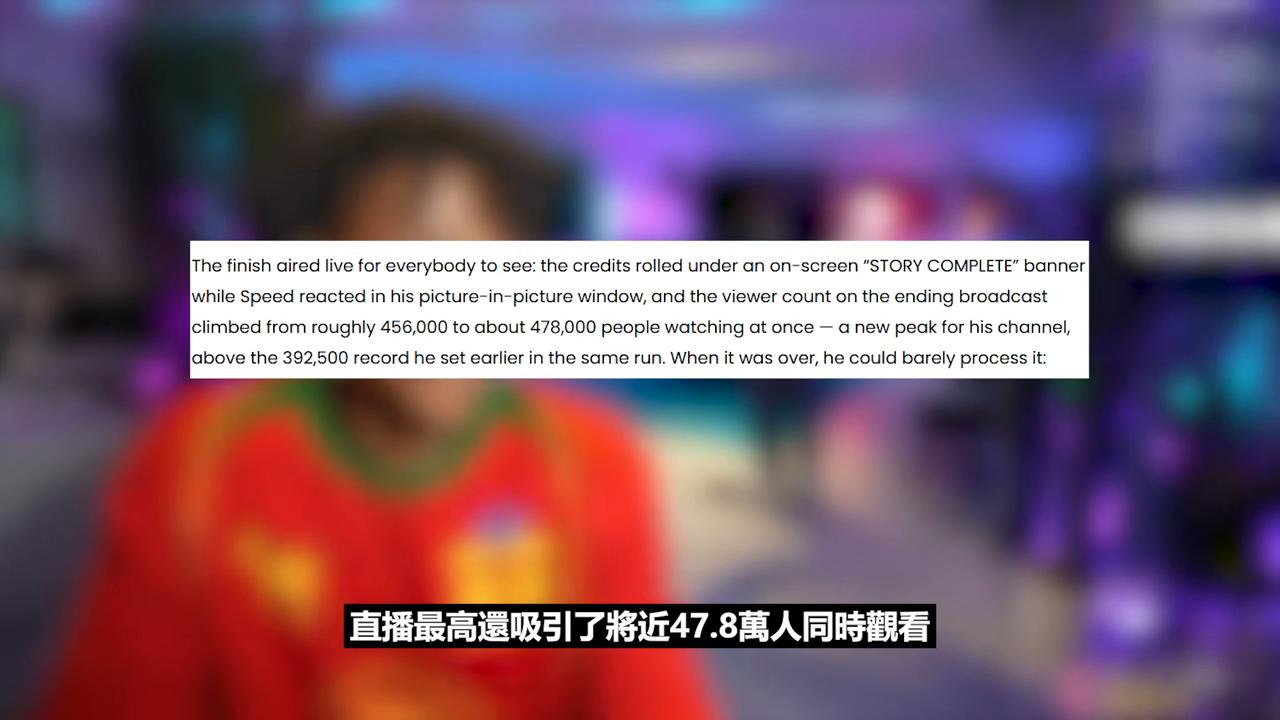 The finish aired live for everybody to see: the credits rolled under an on-screen “STORY COMPLETE” banner
while Speed reacted in his picture-in-picture window, and the viewer count on the ending broadcast
climbed from roughly 456,000 to about 478,000 people watching at once — a new peak for his channel,
above the 392,500 record he set earlier in the same run. When it was over, he could barely process it:
直播最高還吸引了將近47.8萬人同時觀看